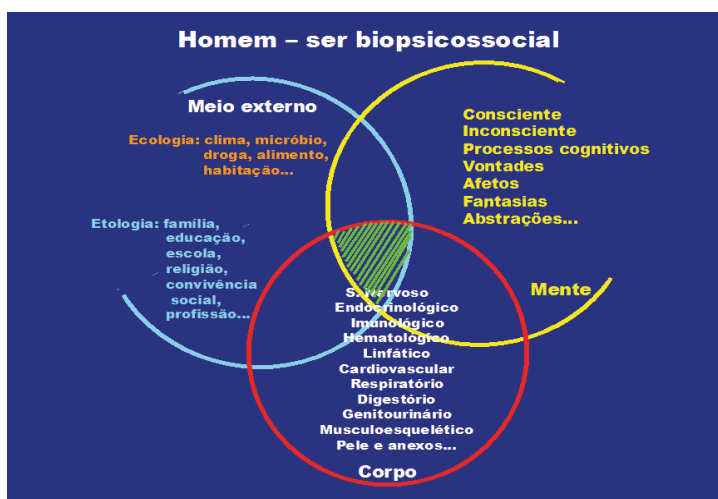 Homem – ser biopsicossocial
Meio externo
Ecologia: clima, micróbio,
droga, alimento,
habitação...
Etologia: família,
educação,
escola,
religião,
convivência
social,
profissão...
Consciente
Inconsciente
Processos cognitivos
Vontades
Afetos
Fantasias
Abstrações...
Mente
S. Nervoso
Endocrinológico
Imunológico
Hematológico
Linfático
Cardiovascular
Respiratório
Digestório
Genitourinário
Musculoesquelético
Pele e anexos...
Corpo